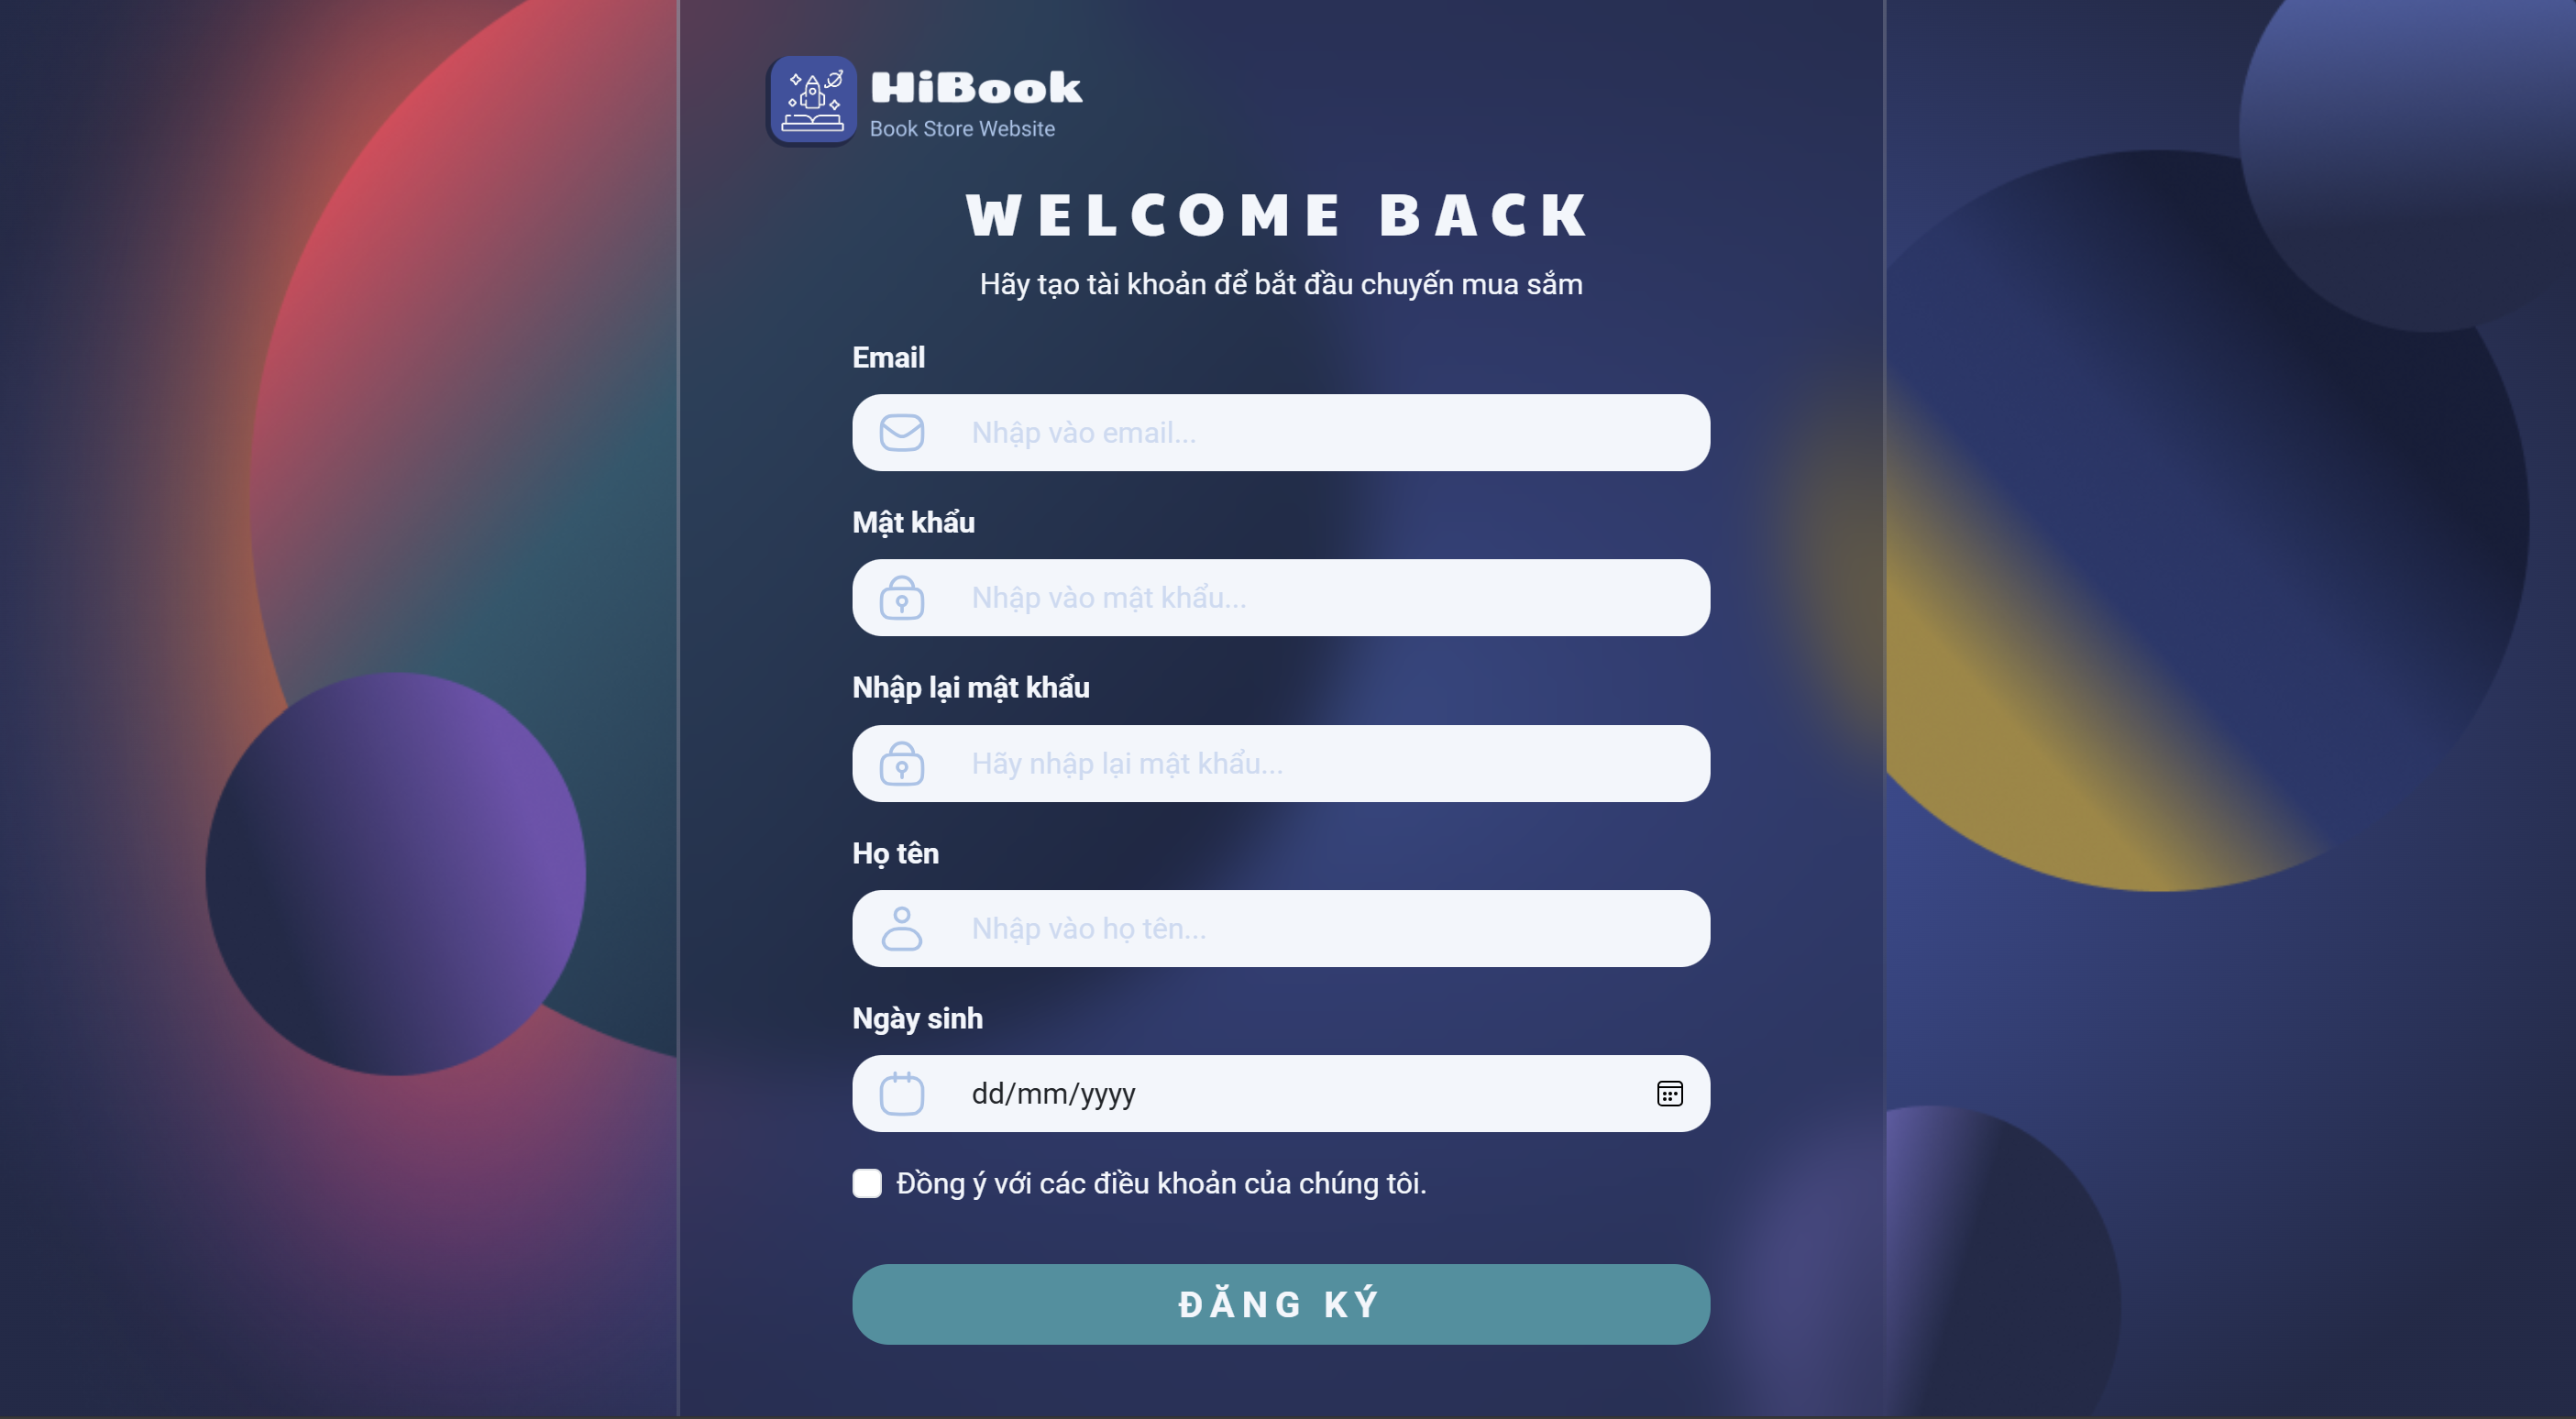 HiBook
Book Store Website
WELCOME BACK
Hãy tạo tài khoản để bắt đầu chuyến mua sắm
Email
Nhập vào email...
Mật khẩu
Nhập vào mật khẩu...
Nhập lại mật khẩu
Hãy nhập lại mật khẩu...
Họ tên
Nhập vào họ tên...
Ngày sinh
dd/mm/yyyy
Đồng ý với các điều khoản của chúng tôi.
ĐĂNG KÝ